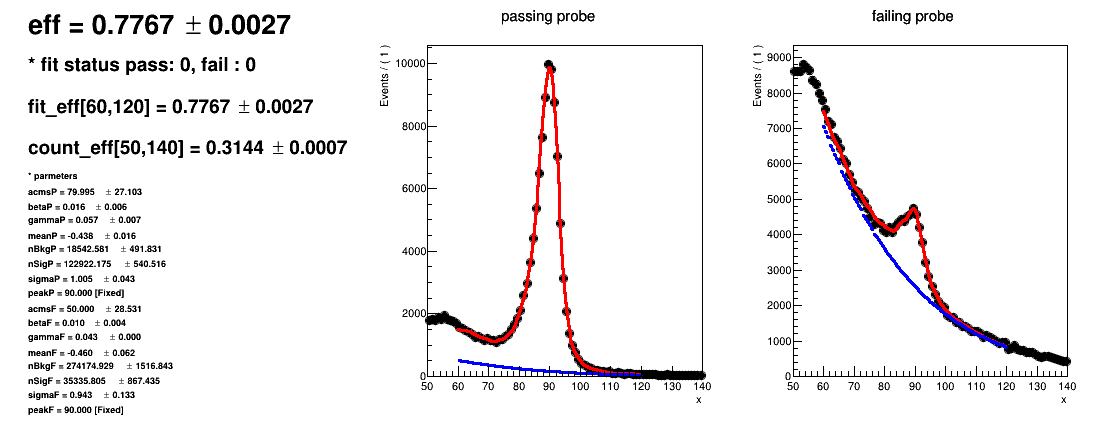 eff = 0.7767 ± 0.0027
* fit status pass: 0, fail : 0
fit_eff[60,120] = 0.7767 ± 0.0027
count_eff[50,140] = 0.3144 ± 0.0007
* parmeters
acmsP = 79.995 ± 27.103
betaP = 0.016 ± 0.006
gammaP = 0.057 ± 0.007
meanP = -0.438 ± 0.016
nBkgP = 18542.581 ± 491.831
nSigP = 122922.175 ± 540.516
sigmaP = 1.005 ± 0.043
peakP = 90.000 [Fixed]
acmsF = 50.000 ± 28.531
betaF = 0.010 ± 0.004
gammaF = 0.043 ± 0.000
meanF = -0.460 ± 0.062
nBkgF = 274174.929 ± 1516.843
nSigF = 35335.805 ± 867.435
sigmaF = 0.943 ± 0.133
peakF = 90.000 [Fixed]
passing probe
Events / ( 1 )
10000
8000
6000
4000
2000
0
50 60 70 80 90 100 110 120 130 140
x
failing probe
Events / ( 1 )
9000
8000
7000
6000
5000
4000
3000
2000
1000
0
50 60 70 80 90 100 110 120 130 140
x